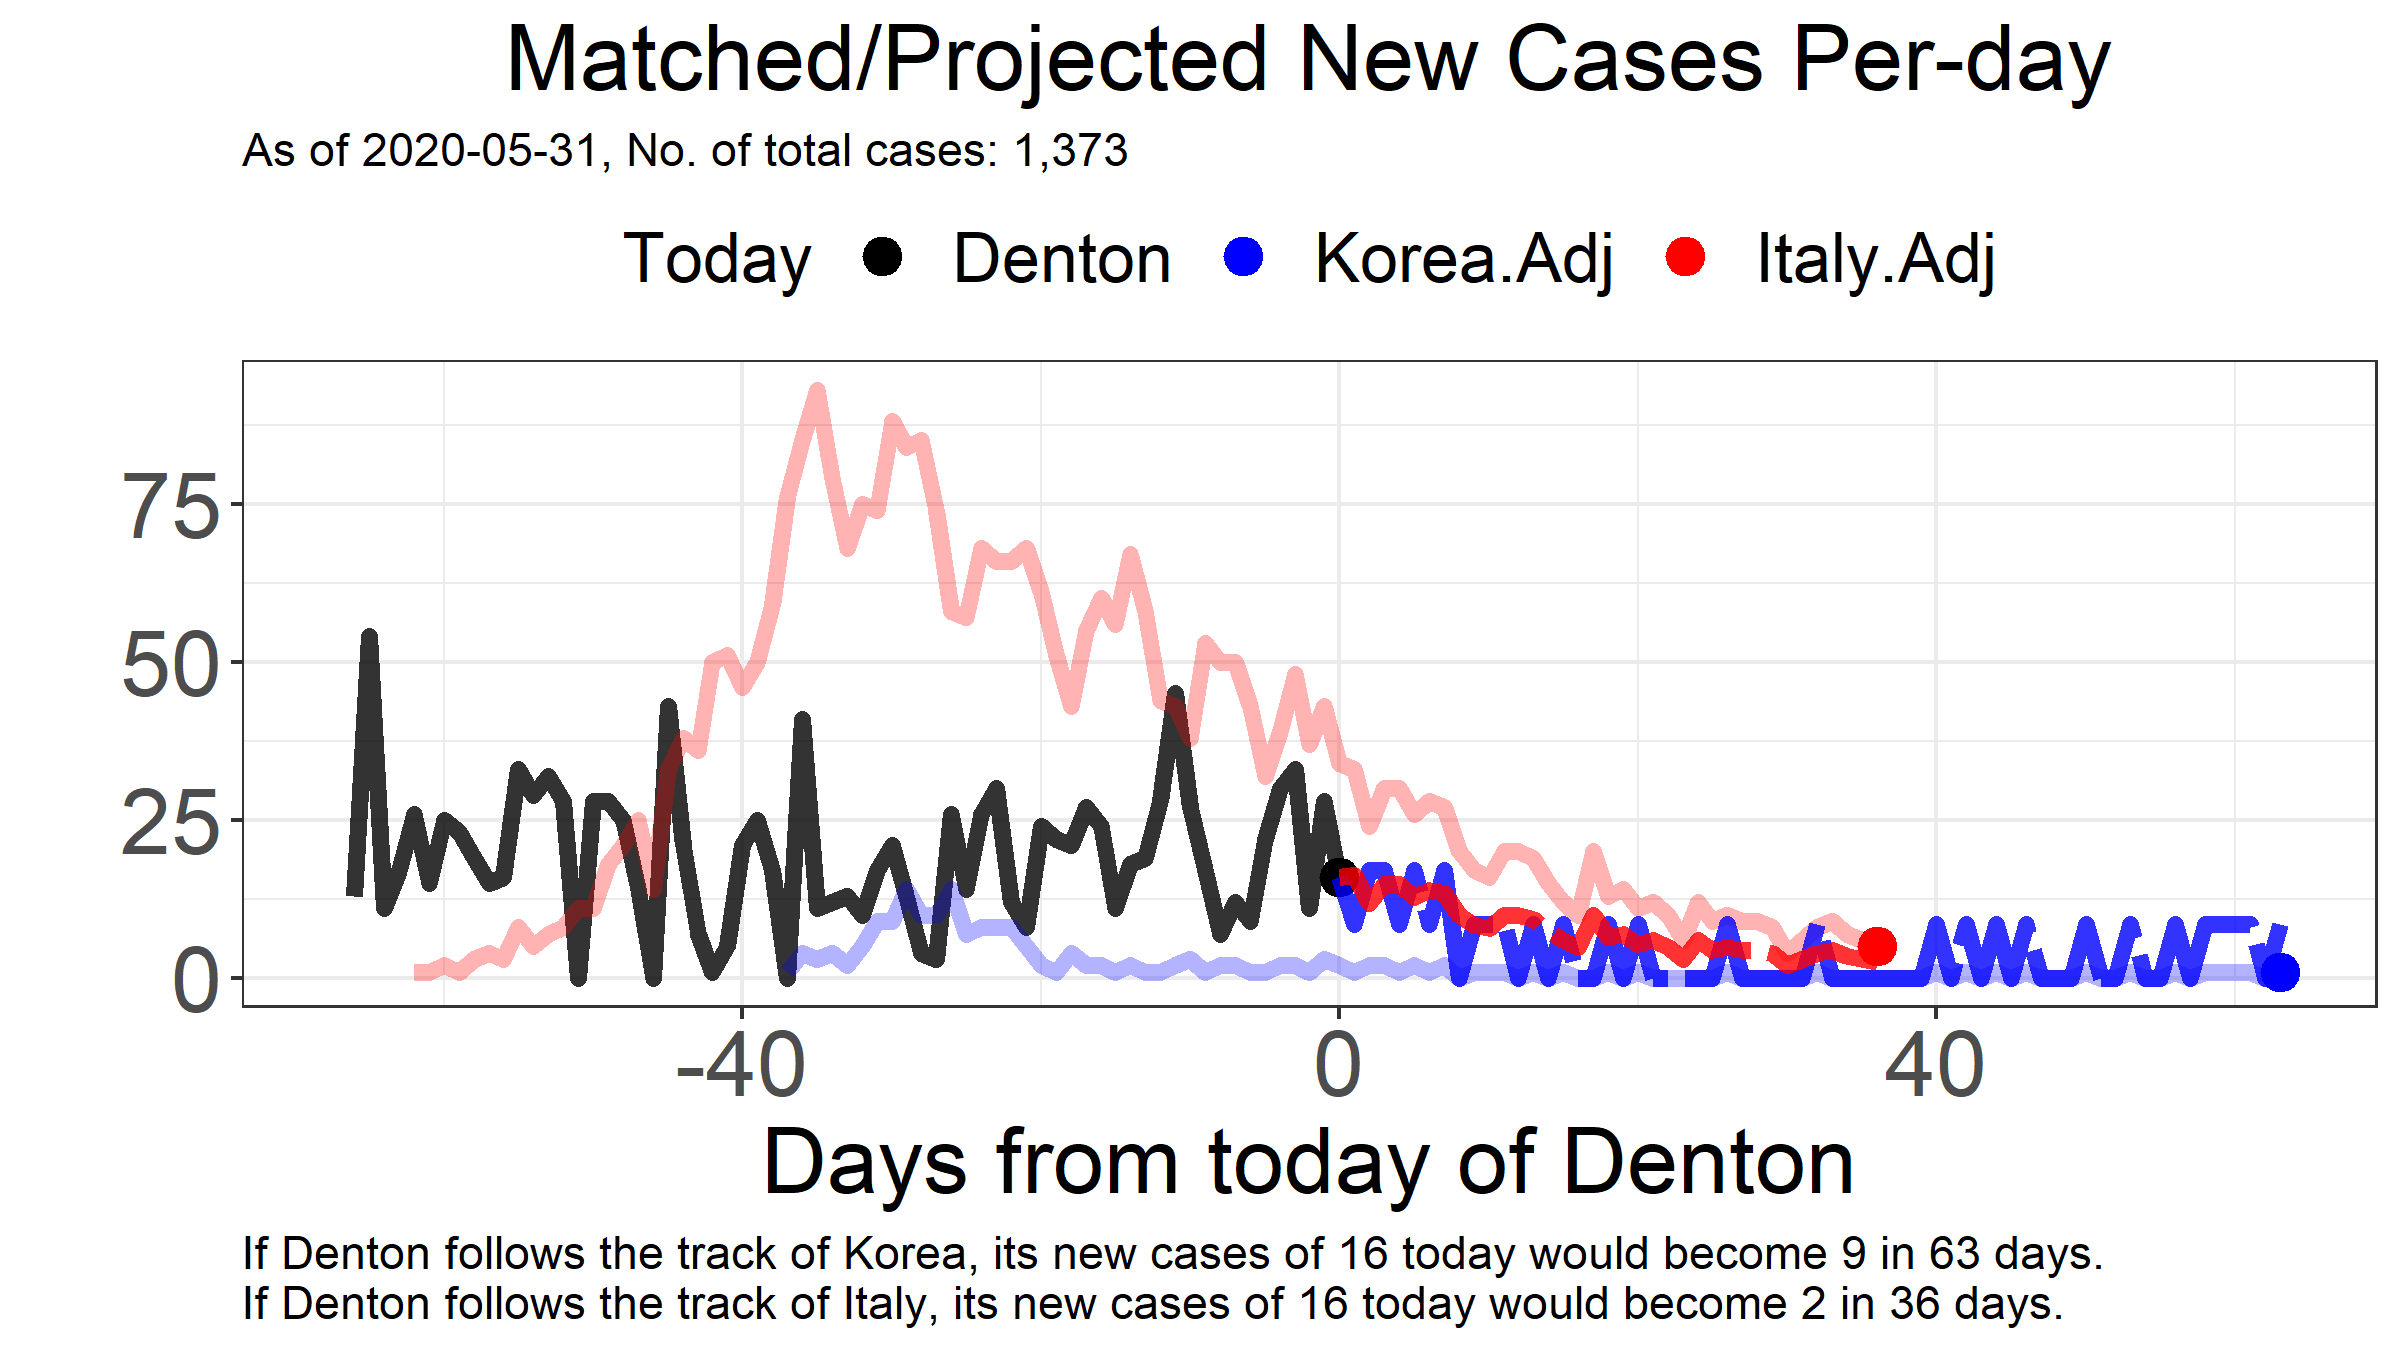 Matched/Projected New Cases Per-day
As of 2020-05-31, No. of total cases: 1,373
Today Denton Korea.Adj Italy.Adj
75
50
25
0
-40 0 40
Days from today of Denton
If Denton follows the track of Korea, its new cases of 16 today would become 9 in 63 days.
If Denton follows the track of Italy, its new cases of 16 today would become 2 in 36 days.